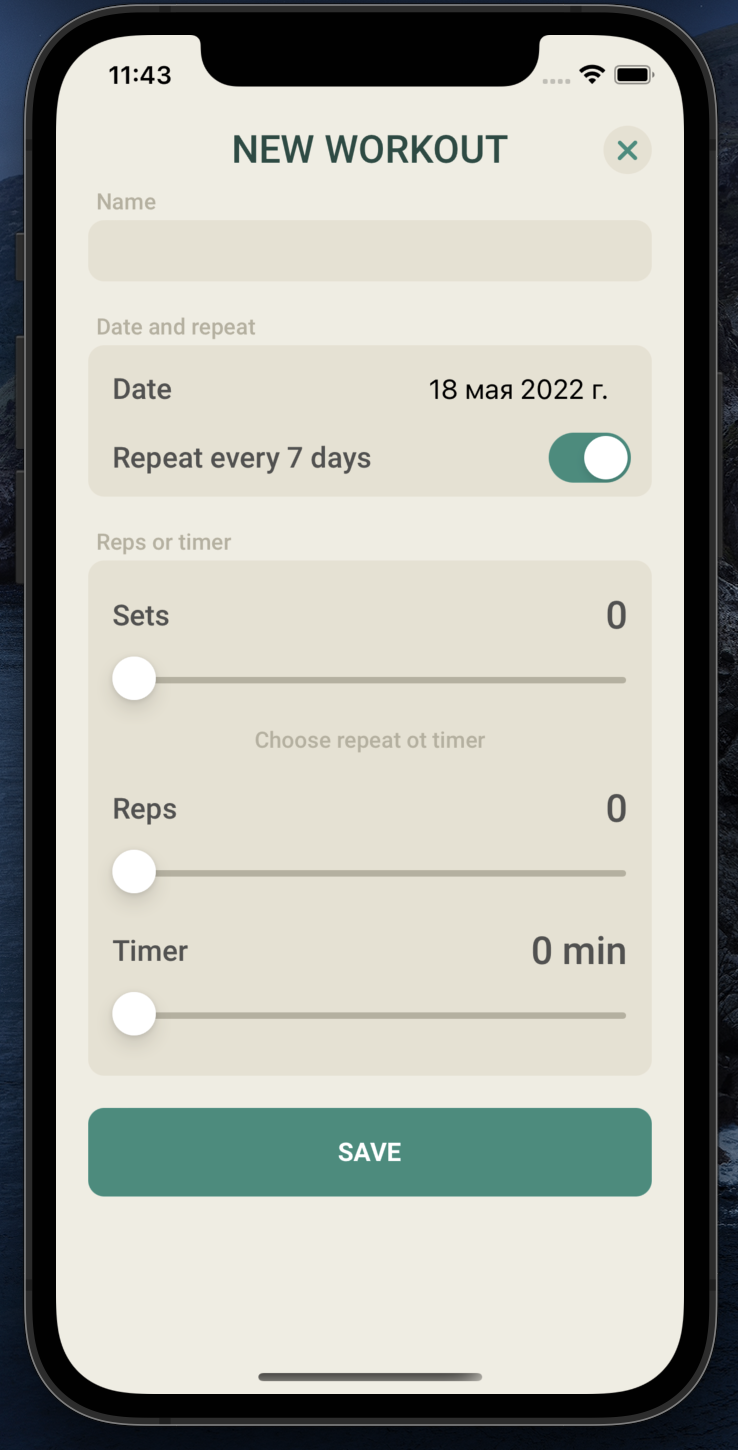 11:43
NEW WORKOUT
Name
Date and repeat
Date 18 мая 2022 г.
Repeat every 7 days
Reps or timer
Sets 0
Choose repeat ot timer
Reps 0
Timer 0 min
SAVE